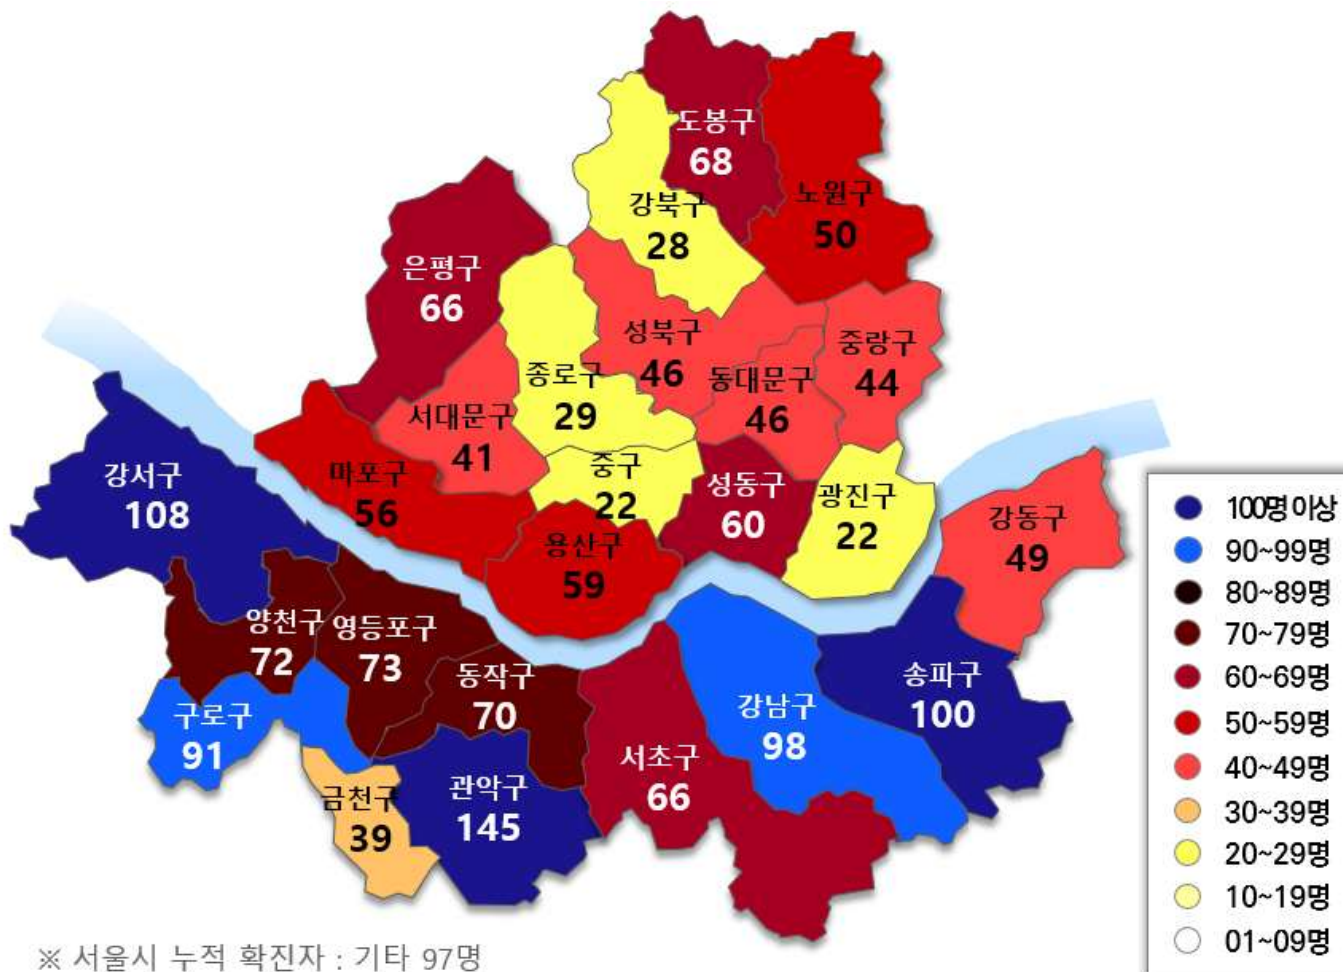 도봉구
68
노원구
50
강북구
28
은평구
66
성북구
46
중랑구
44
동대문구
46
종로구
29
서대문구
41
중구
22
마포구
56
성동구
60
광진구
22
용산구
59
강동구
49
강서구
108
양천구
72
영등포구
73
동작구
70
구로구
91
금천구
39
관악구
145
서초구
66
강남구
98
송파구
100
100명 이상
90~99명
80~89명
70~79명
60~69명
50~59명
40~49명
30~39명
20~29명
10~19명
01~09명
※ 서울시 누적 확진자 : 기타 97명